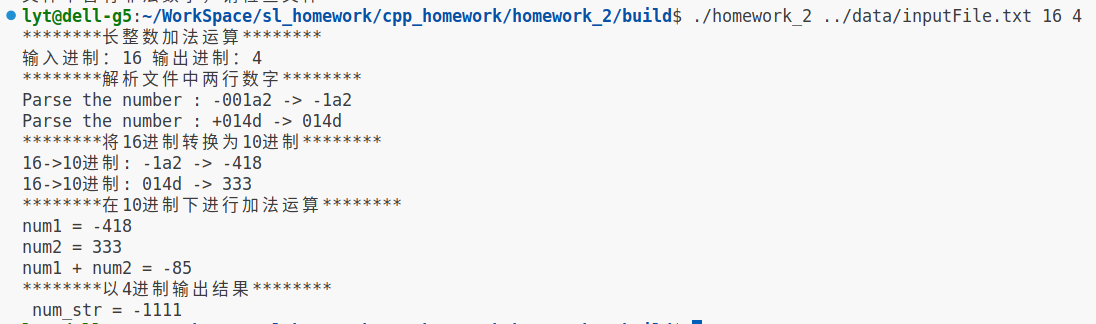 lyt@dell-g5:~/WorkSpace/sl_homework/cpp_homework/homework_2/build$ ./homework_2 ../data/inputFile.txt 16 4
********长整数加法运算********
输入进制: 16 输出进制: 4
********解析文件中两行数字********
Parse the number : -001a2 -> -1a2
Parse the number : +014d -> 014d
********将16进制转换为10进制********
16->10进制: -1a2 -> -418
16->10进制: 014d -> 333
********在10进制下进行加法运算********
num1 = -418
num2 = 333
num1 + num2 = -85
********以4进制输出结果********
num_str = -1111